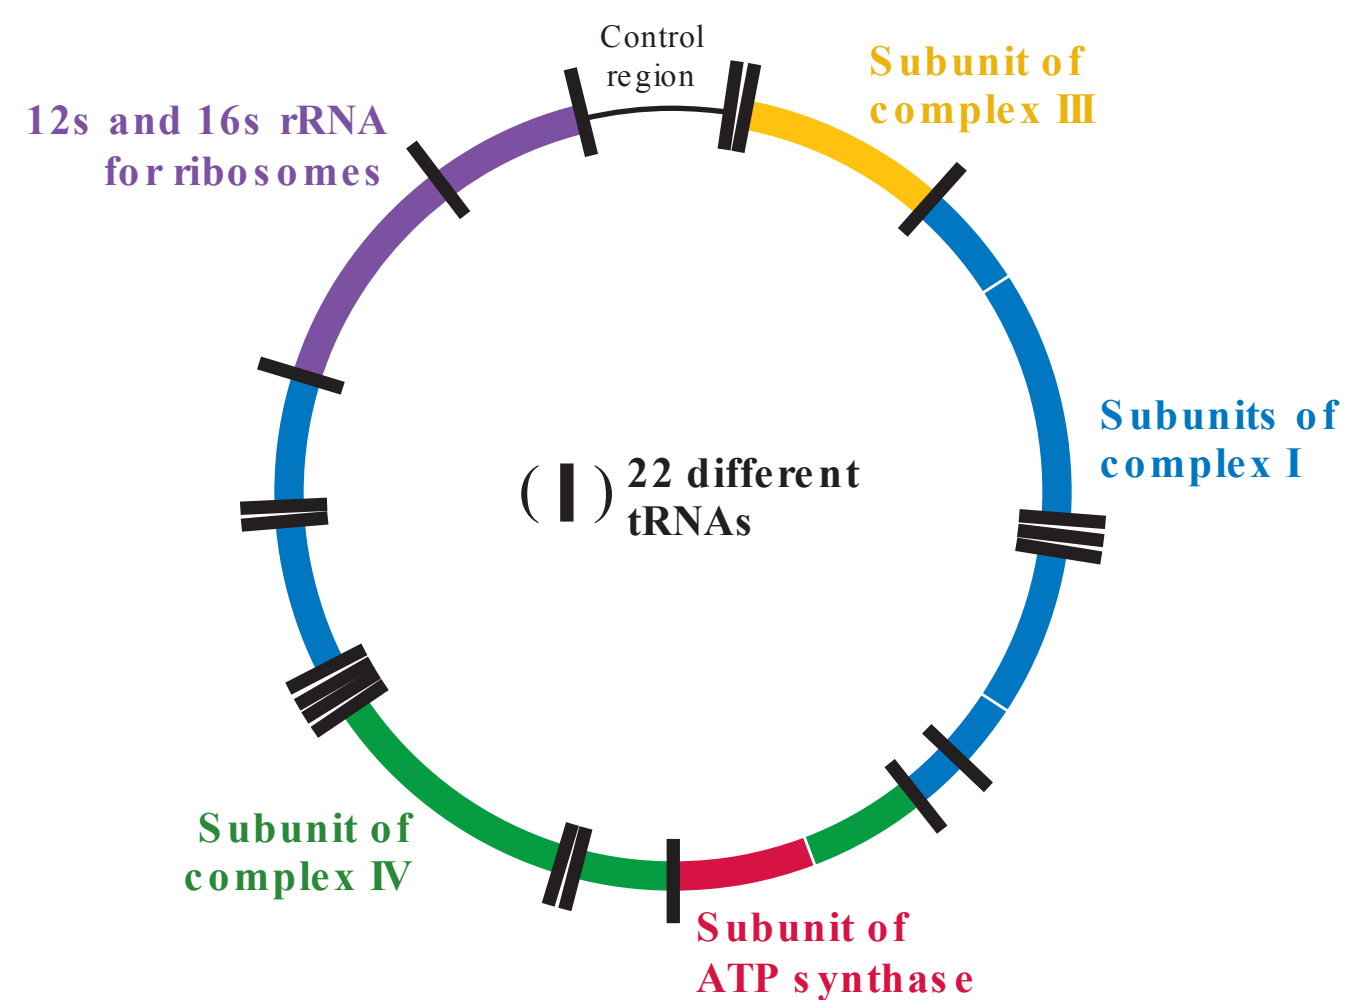 Control
region
Subunit of
complex III
12s and 16s rRNA
for ribosomes
Subunits of
complex I
( ) 22 different
tRNAs
Subunit of
complex IV
Subunit of
ATP synthase